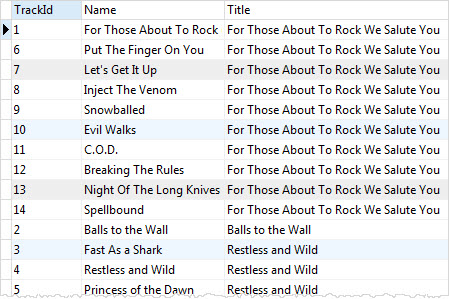 TrackId Name Title
1 For Those About To Rock For Those About To Rock We Salute You
6 Put The Finger On You For Those About To Rock We Salute You
7 Let's Get It Up For Those About To Rock We Salute You
8 Inject The Venom For Those About To Rock We Salute You
9 Snowballed For Those About To Rock We Salute You
10 Evil Walks For Those About To Rock We Salute You
11 C.O.D. For Those About To Rock We Salute You
12 Breaking The Rules For Those About To Rock We Salute You
13 Night Of The Long Knives For Those About To Rock We Salute You
14 Spellbound For Those About To Rock We Salute You
2 Balls to the Wall Balls to the Wall
3 Fast As a Shark Restless and Wild
4 Restless and Wild Restless and Wild
5 Princess of the Dawn Restless and Wild